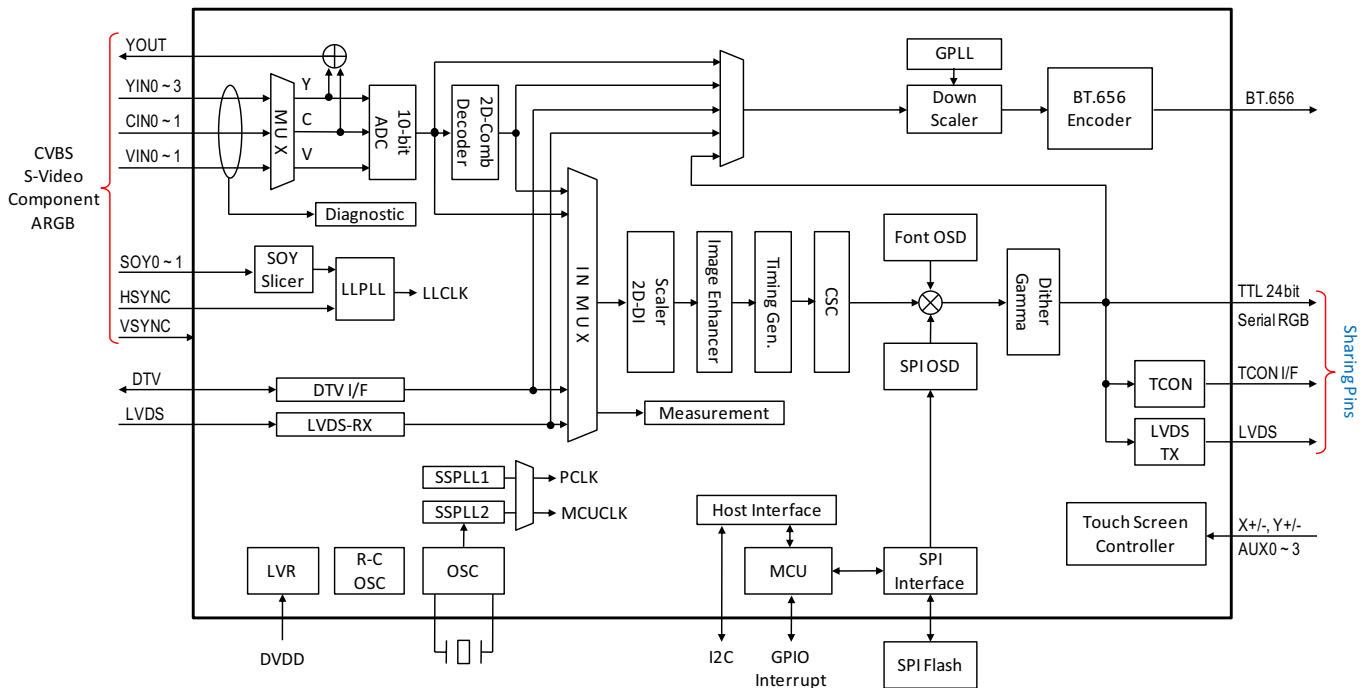 YOUT
YIN0 ~ 3
CIN0 ~ 1
VIN0 ~ 1
CVBS
S-Video
Component
ARGB
SOY0 ~ 1
HSYNC
VSYNC
DTV
LVDS
MUX
Y
C
V
10-bit
ADC
2D-Comb
Decoder
Diagnostic
SOY
Slicer
LLPLL
LLCLK
DTV I/F
LVDS-RX
IN MUX
Measurement
Scaler
2D-DI
Image
Enhancer
Timing
Gen.
CSC
GPLL
Down
Scaler
BT.656
Encoder
BT.656
Font OSD
SPI OSD
Dither
Gamma
TTL 24bit
Serial RGB
TCON
TCON I/F
LVDS
TX
LVDS
Sharing Pins
SSPLL1
SSPLL2
PCLK
MCUCLK
LVR
R-C
OSC
OSC
DVDD
Host Interface
MCU
SPI
Interface
I2C
GPIO
Interrupt
SPI Flash
Touch Screen
Controller
X+/-, Y+/-
AUX0 ~ 3